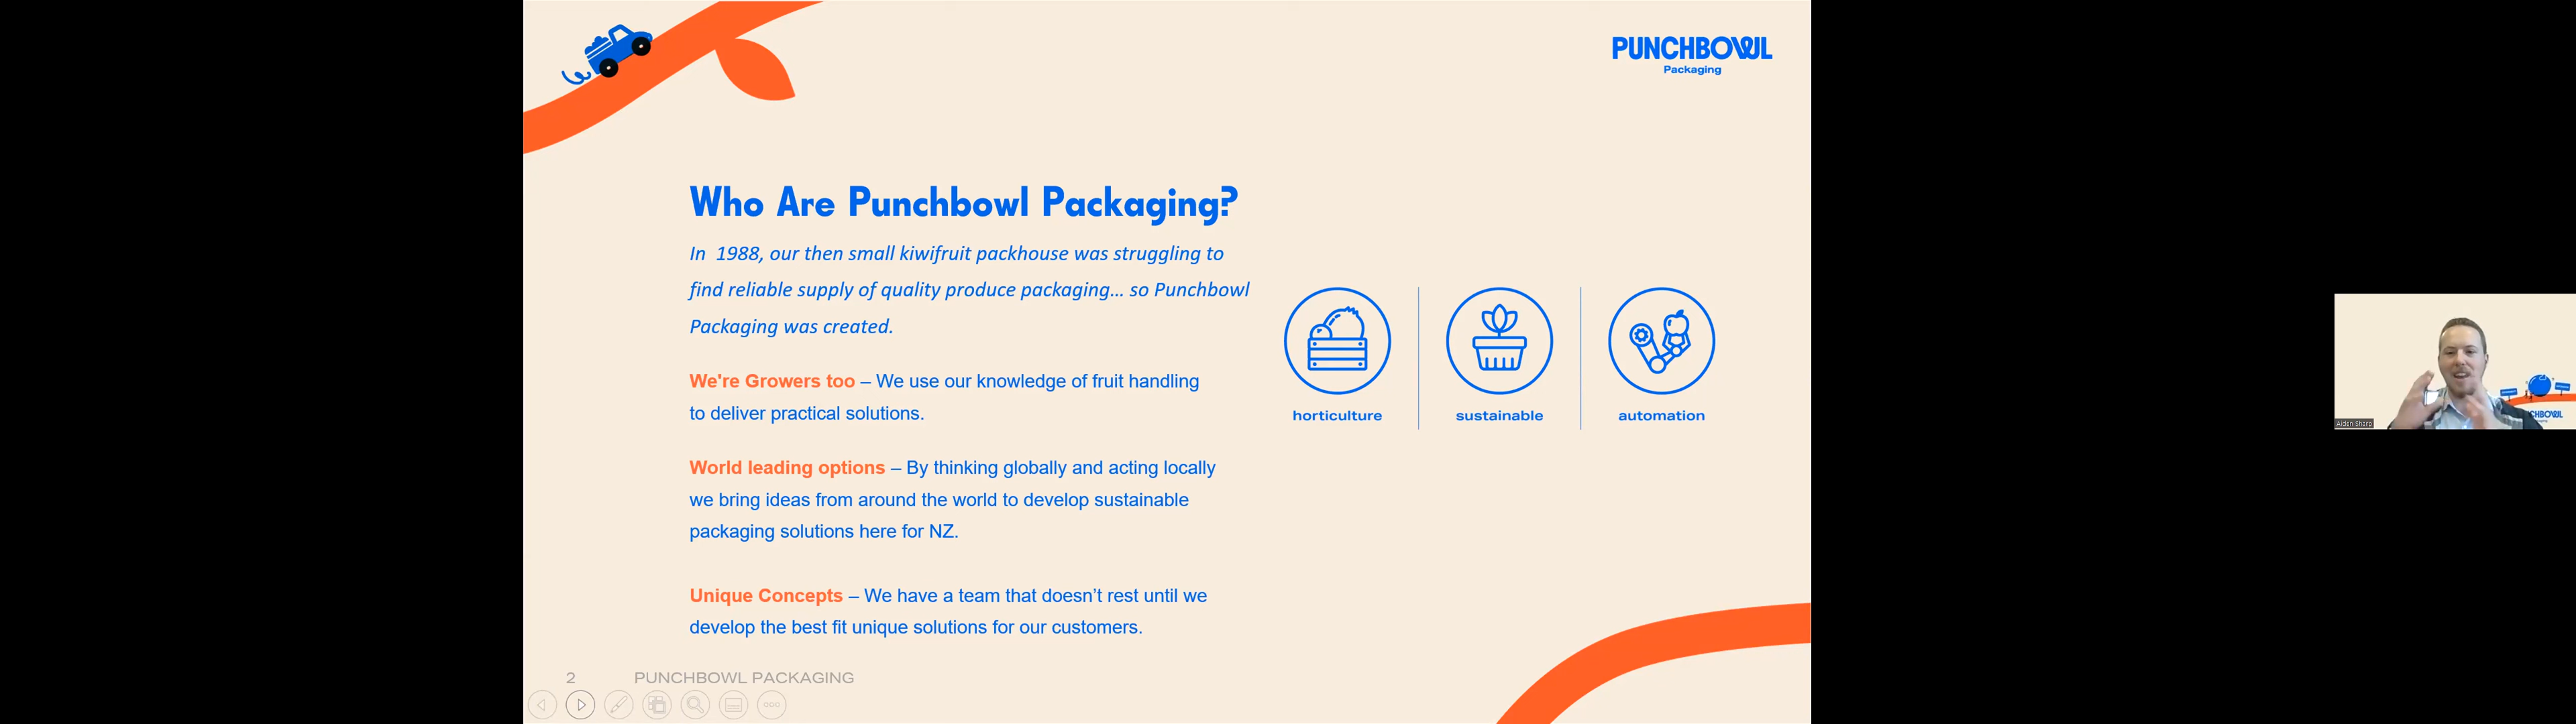 PUNCHBOWL
Packaging
Who Are Punchbowl Packaging?
In  1988, our then small kiwifruit packhouse was struggling to
find reliable supply of quality produce packaging... so Punchbowl
Packaging was created.
We're Growers too – We use our knowledge of fruit handling
to deliver practical solutions.
World leading options – By thinking globally and acting locally
we bring ideas from around the world to develop sustainable
packaging solutions here for NZ.
Unique Concepts – We have a team that doesn’t rest until we
develop the best fit unique solutions for our customers.
horticulture
sustainable
automation
2 PUNCHBOWL PACKAGING
CHBOWL
Aiden Sharp